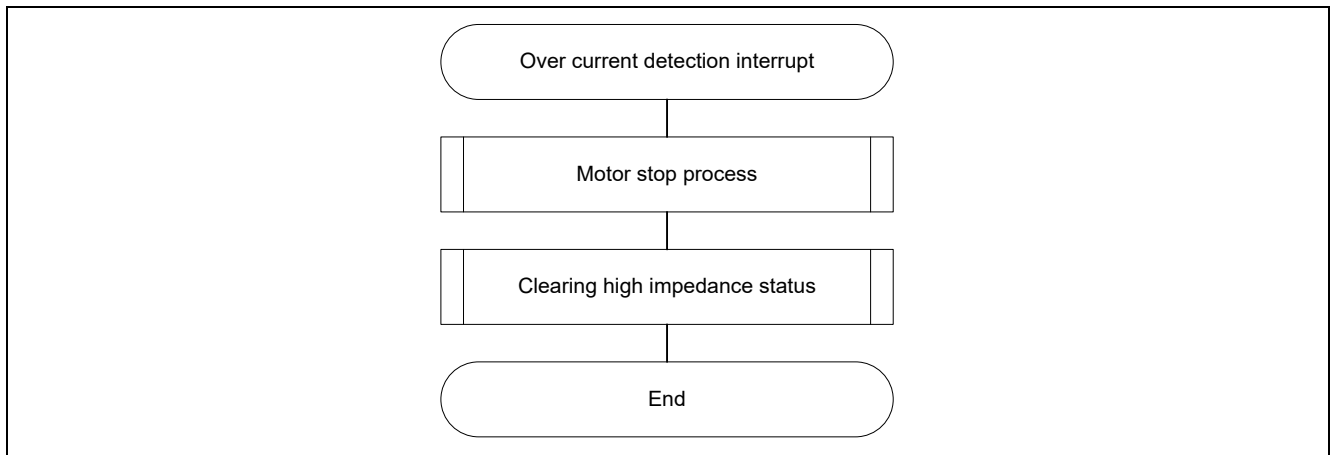 Over current detection interrupt
Motor stop process
Clearing high impedance status
End